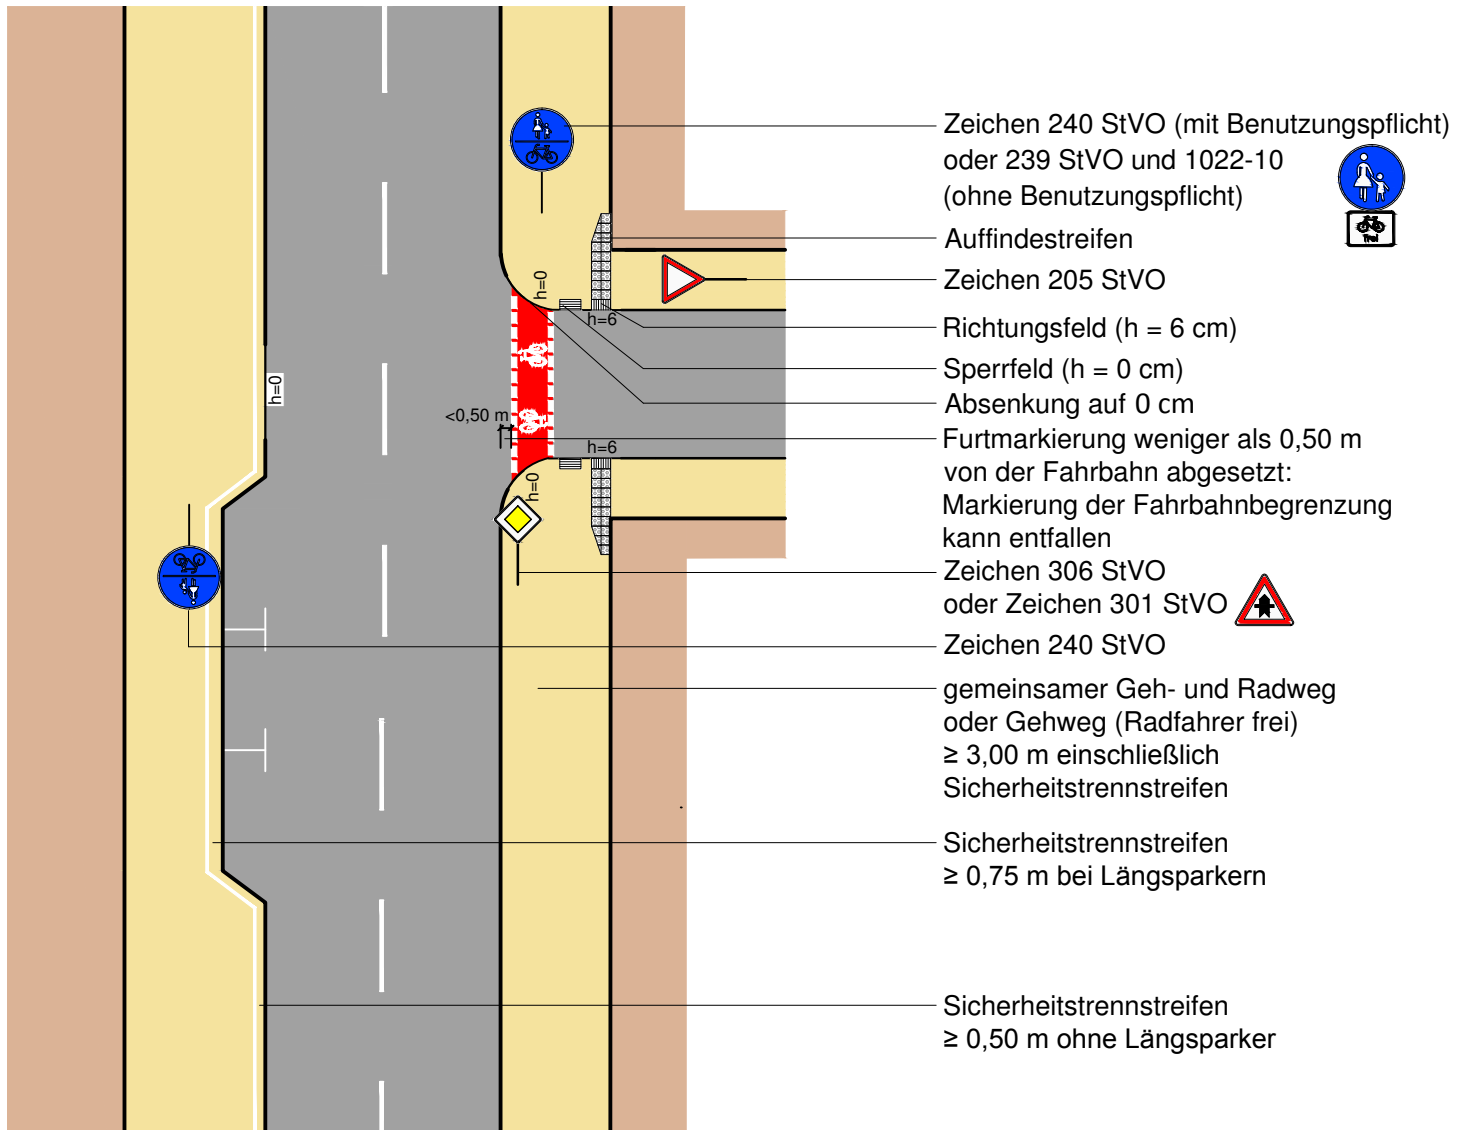 Zeichen 240 StVO (mit Benutzungspflicht)
oder 239 StVO und 1022-10
(ohne Benutzungspflicht)
frei
Auffindestreifen
Zeichen 205 StVO
Richtungsfeld (h = 6 cm)
Sperrfeld (h = 0 cm)
Absenkung auf 0 cm
Furtmarkierung weniger als 0,50 m
von der Fahrbahn abgesetzt:
Markierung der Fahrbahnbegrenzung
kann entfallen
Zeichen 306 StVO
oder Zeichen 301 StVO
Zeichen 240 StVO
gemeinsamer Geh- und Radweg
oder Gehweg (Radfahrer frei)
≥ 3,00 m einschließlich
Sicherheitstrennstreifen
Sicherheitstrennstreifen
≥ 0,75 m bei Längsparkern
Sicherheitstrennstreifen
≥ 0,50 m ohne Längsparker
h=0
h=6
h=0
<0,50 m
h=6
h=0